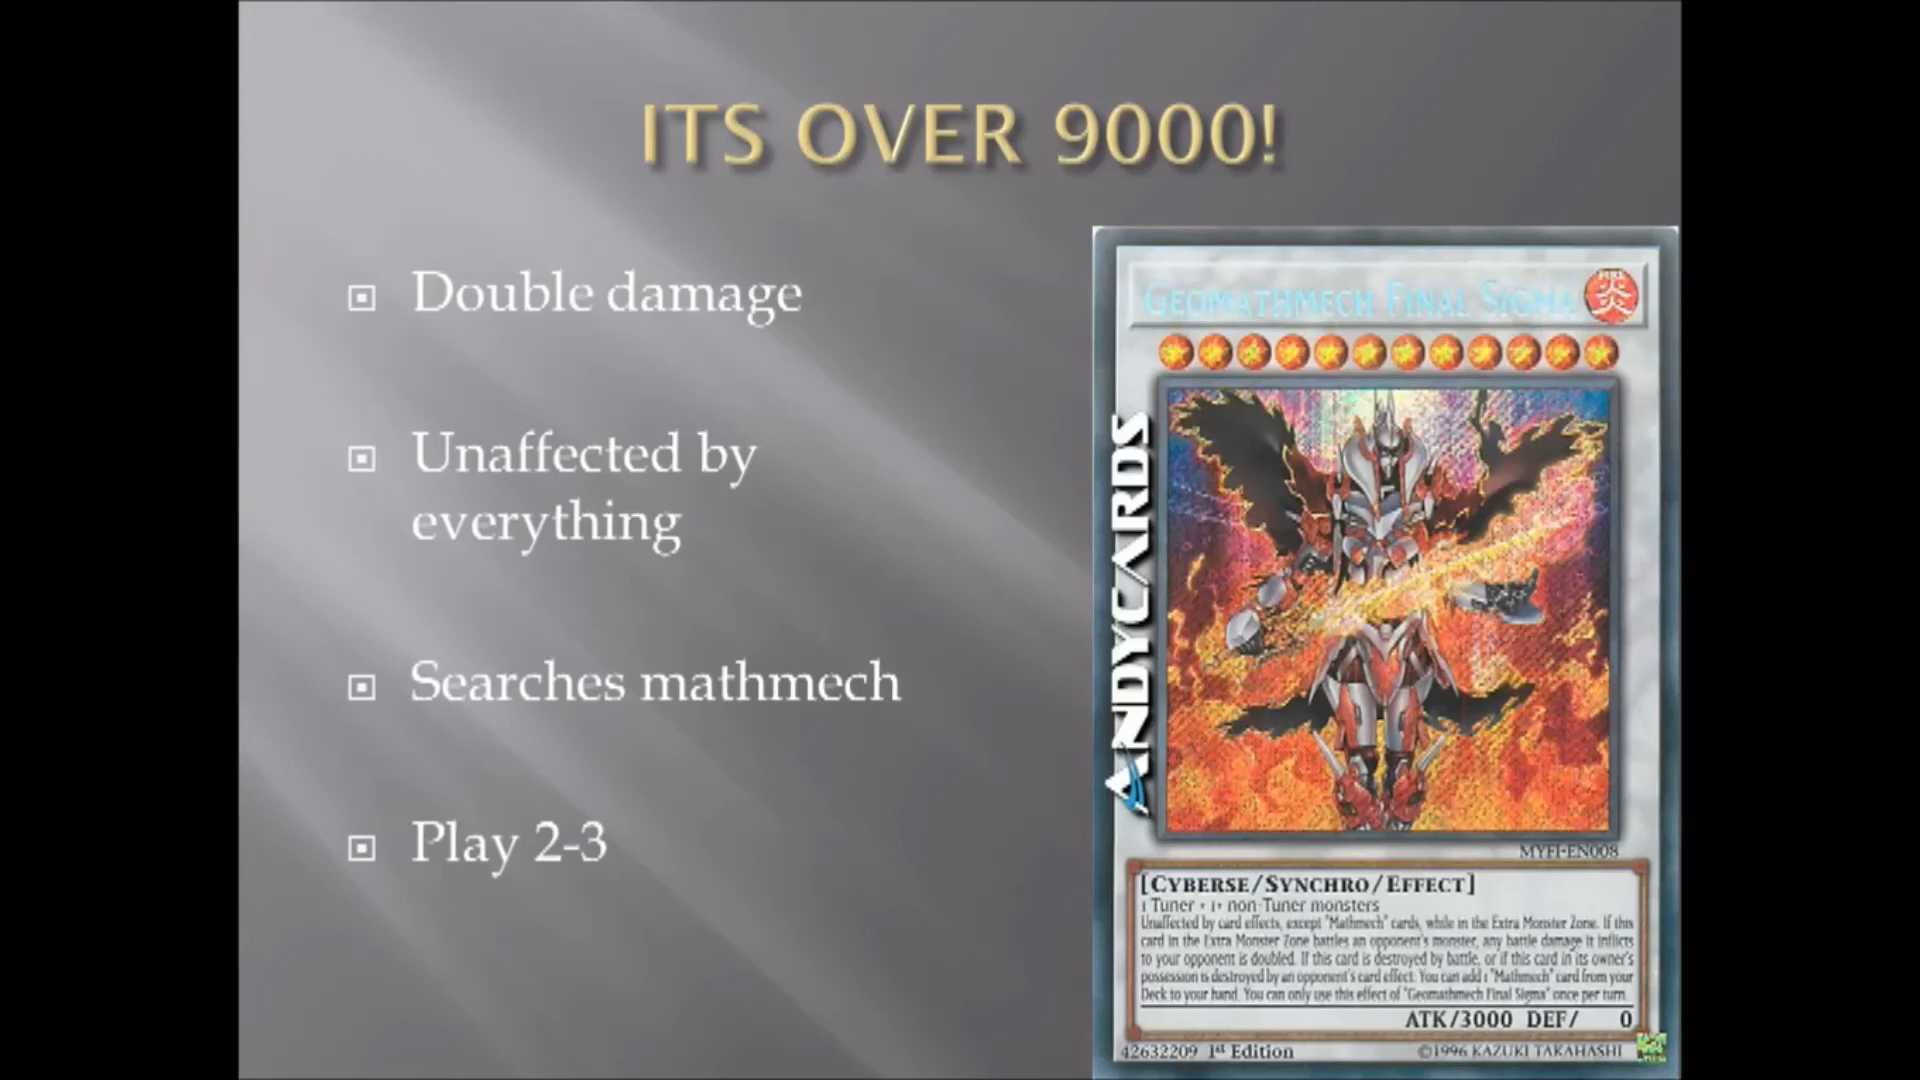 ITS OVER 9000!
Double damage
Unaffected by
everything
Searches mathmech
Play 2-3
GEOMATHMECH FINAL SIGMA
FIRE
炎
ANDYCARDS
MYFI-EN008
[CYBERSE/SYNCHRO/EFFECT]
1 Tuner + 1+ non-Tuner monsters
Unaffected by card effects, except "Mathmech" cards, while in the Extra Monster Zone. If this
card in the Extra Monster Zone battles an opponent's monster, any battle damage it inflicts
to your opponent is doubled. If this card is destroyed by battle, or if this card in its owner's
possession is destroyed by an opponent's card effect: You can add 1 "Mathmech" card from your
Deck to your hand. You can only use this effect of "Geomathmech Final Sigma" once per turn.
ATK/3000 DEF/ 0
42632209 1st Edition
©1996 KAZUKI TAKAHASHI